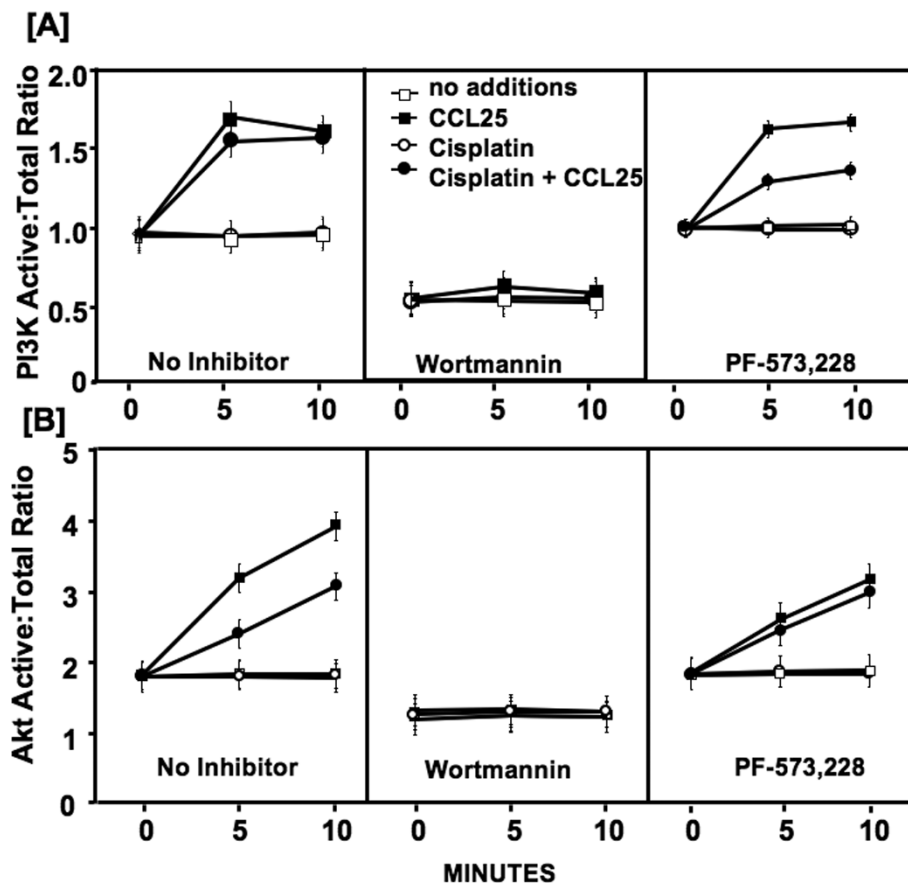 [A]
PI3K Active:Total Ratio
2.0
1.5
1.0
0.5
0
no additions
CCL25
Cisplatin
Cisplatin + CCL25
No Inhibitor
Wortmannin
PF-573,228
0 5 10 0 5 10 0 5 10
[B]
Akt Active:Total Ratio
5
4
3
2
1
0
No Inhibitor
Wortmannin
PF-573,228
0 5 10 0 5 10 0 5 10
MINUTES